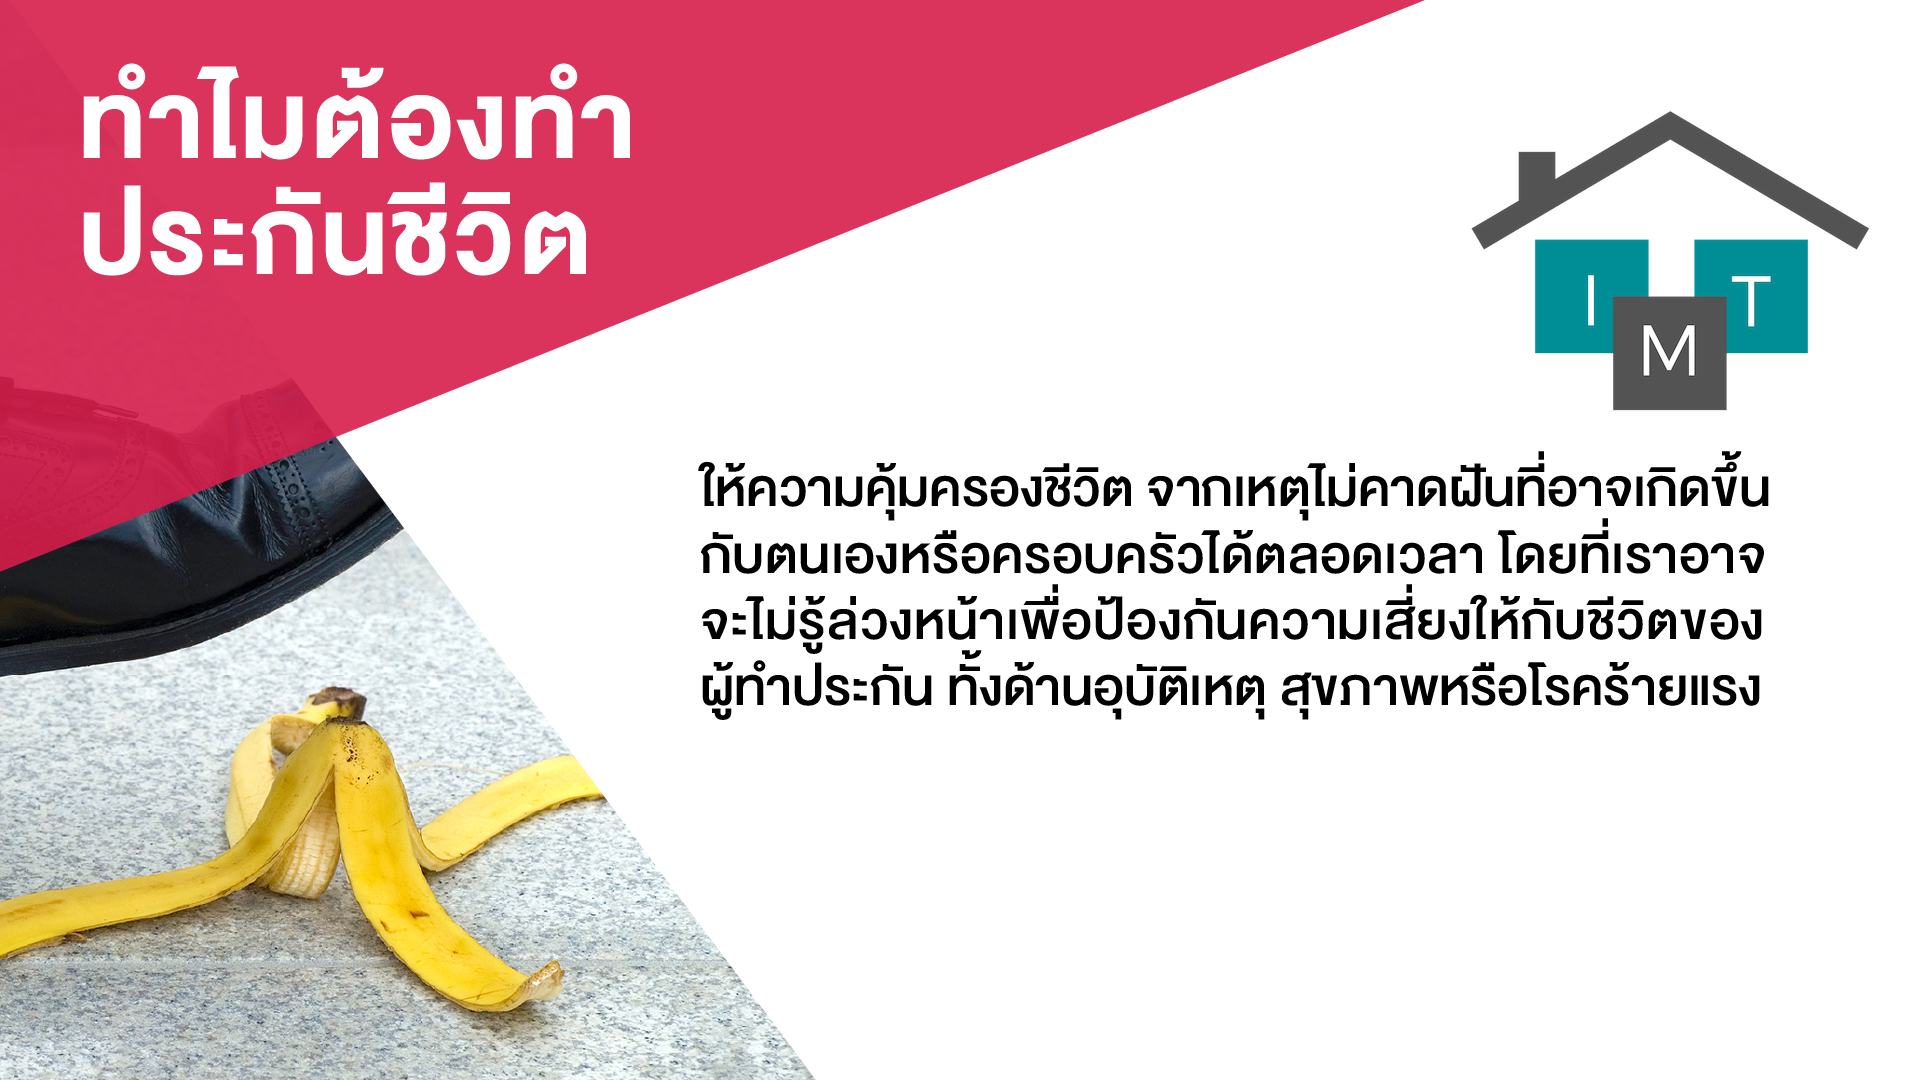 ทำไมต้องทำ
ประกันชีวิต
I M T
ให้ความคุ้มครองชีวิต จากเหตุไม่คาดฝันที่อาจเกิดขึ้น
กับตนเองหรือครอบครัวได้ตลอดเวลา โดยที่เราอาจ
จะไม่รู้ล่วงหน้าเพื่อป้องกันความเสี่ยงให้กับชีวิตของ
ผู้ทำประกัน ทั้งด้านอุบัติเหตุ สุขภาพหรือโรคร้ายแรง